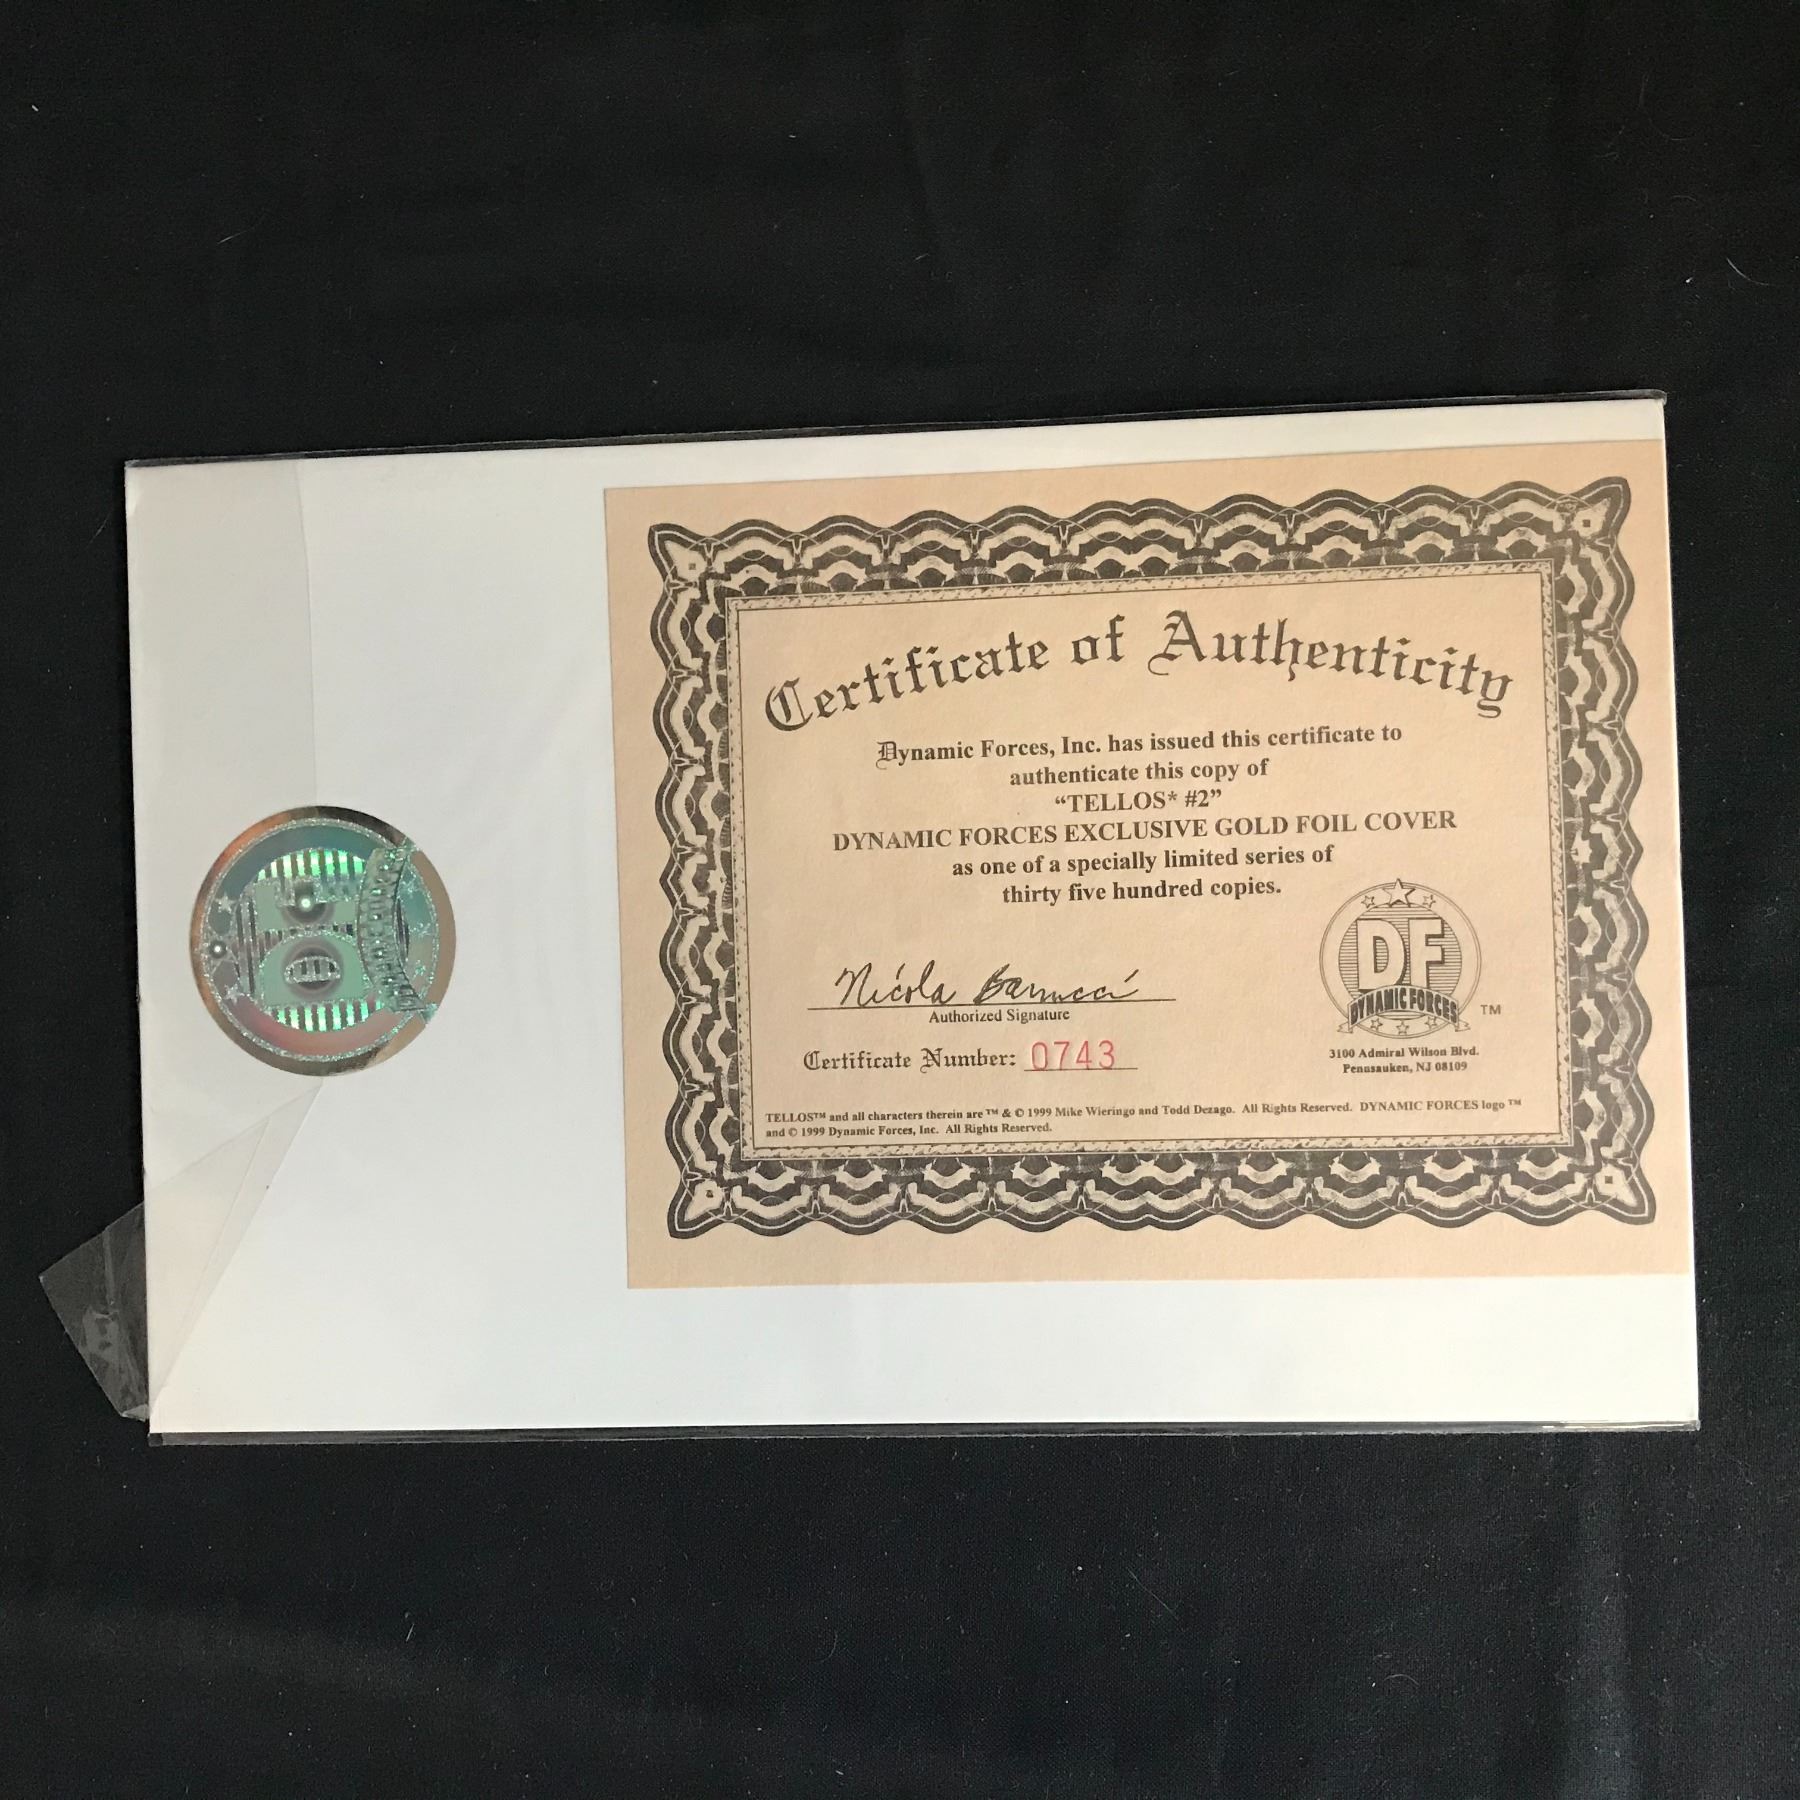 Certificate of Authenticity
Dynamic Forces, Inc. has issued this certificate to
authenticate this copy of
“TELLOS* #2”
DYNAMIC FORCES EXCLUSIVE GOLD FOIL COVER
as one of a specially limited series of
thirty five hundred copies.
Nicola Barrucci
Authorized Signature
Certificate Number: 0743
DF
DYNAMIC FORCES
TM
3100 Admiral Wilson Blvd.
Pennsauken, NJ 08109
TELLOS™ and all characters therein are ™ & © 1999 Mike Wieringo and Todd Dezago. All Rights Reserved. DYNAMIC FORCES logo ™
and © 1999 Dynamic Forces, Inc. All Rights Reserved.